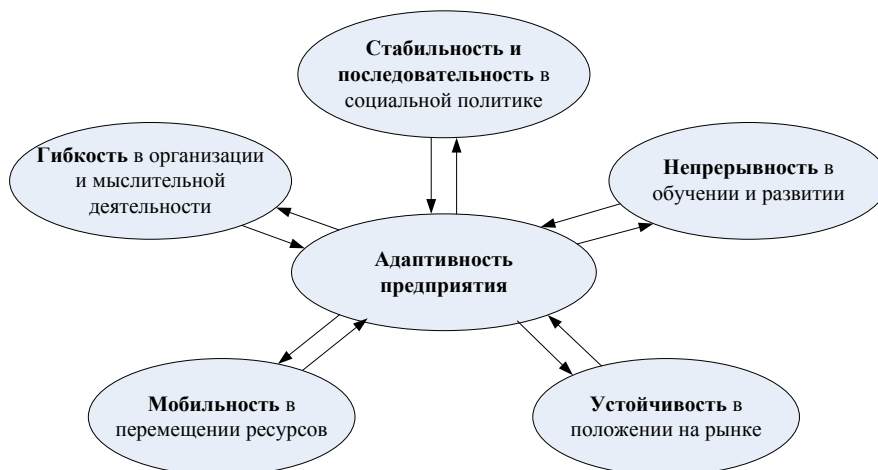 Стабильность и
последовательность в
социальной политике
Гибкость в организации
и мыслительной
деятельности
Непрерывность в
обучении и развитии
Адаптивность
предприятия
Мобильность в
перемещении ресурсов
Устойчивость в
положении на рынке